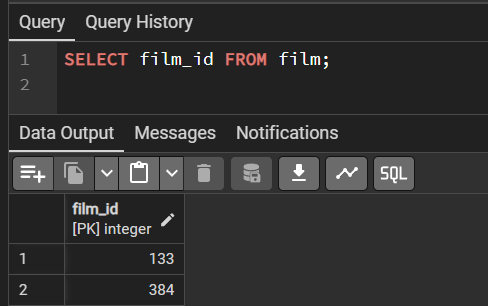 Query Query History
1 SELECT film_id FROM film;
2
Data Output Messages Notifications
SQL
film_id
[PK] integer
1 133
2 384